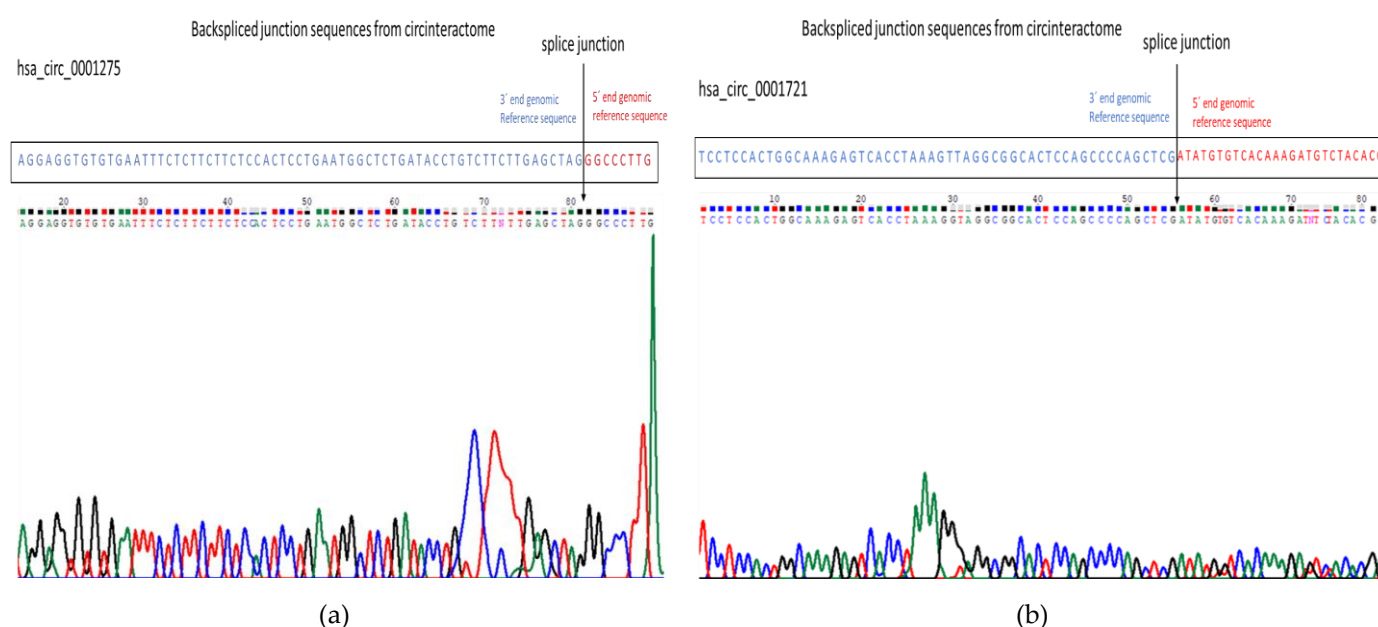 Backspliced junction sequences from circinteractome
splice junction
hsa_circ_0001275
3´ end genomic
Reference sequence
5´ end genomic
reference sequence
AGGAGGTGTGTGAATTTCTCTTCTTCTCCACTCCTGAATGGCTCTGATACCTGTCTTCTTGAGCTAGGGCCCTTG
20 30 40 50 60 70 80
AGGAGGTGTGTGAATTTCTCTTCTTCTCCACTCCTGAATGGCTCTGATACCTGTCTTNTTGAGCTAGGGCCCTTG
(a)
Backspliced junction sequences from circinteractome
splice junction
hsa_circ_0001721
3´ end genomic
Reference sequence
5´ end genomic
reference sequence
TCCTCCACTGGCAAAGAGTCACCTAAAGTTAGGCGGCACTCCAGCCCCAGCTCGATATGTGTCACAAAGATGTCTACAC
10 20 30 40 50 60 70 80
TCCTCCACTGGCAAAGAGTCACCTAAAGGTAGGCGGCACTCCAGCCCCAGCTCGATATGTGTCACAAAGATNTCTACACG
(b)